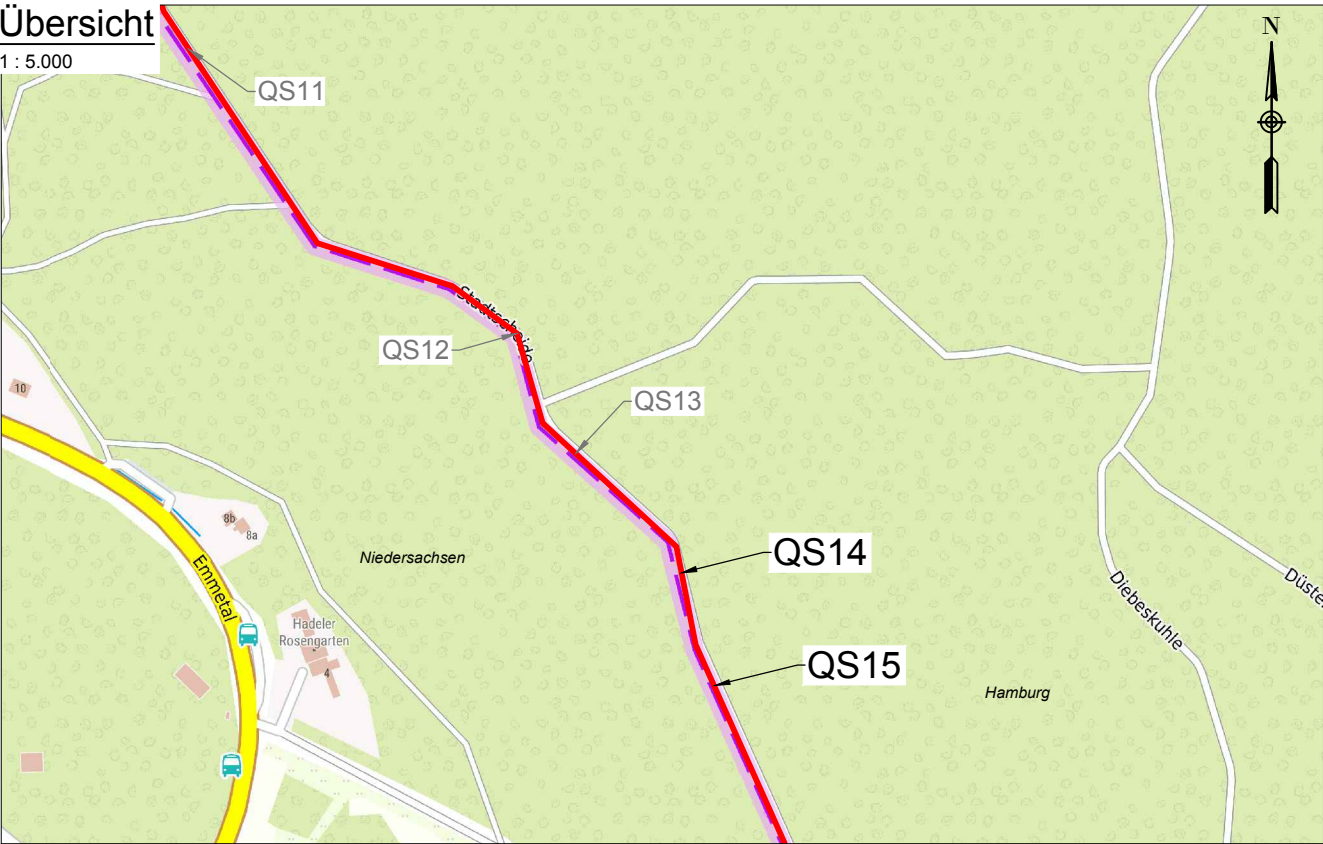 Übersicht
1 : 5.000
N
QS11
Stadtscheide
QS12
QS13
10
8b
8a
Niedersachsen
QS14
Emmetal
Diebeskuhle
Düste
Hadeler
Rosengarten
4
QS15
Hamburg